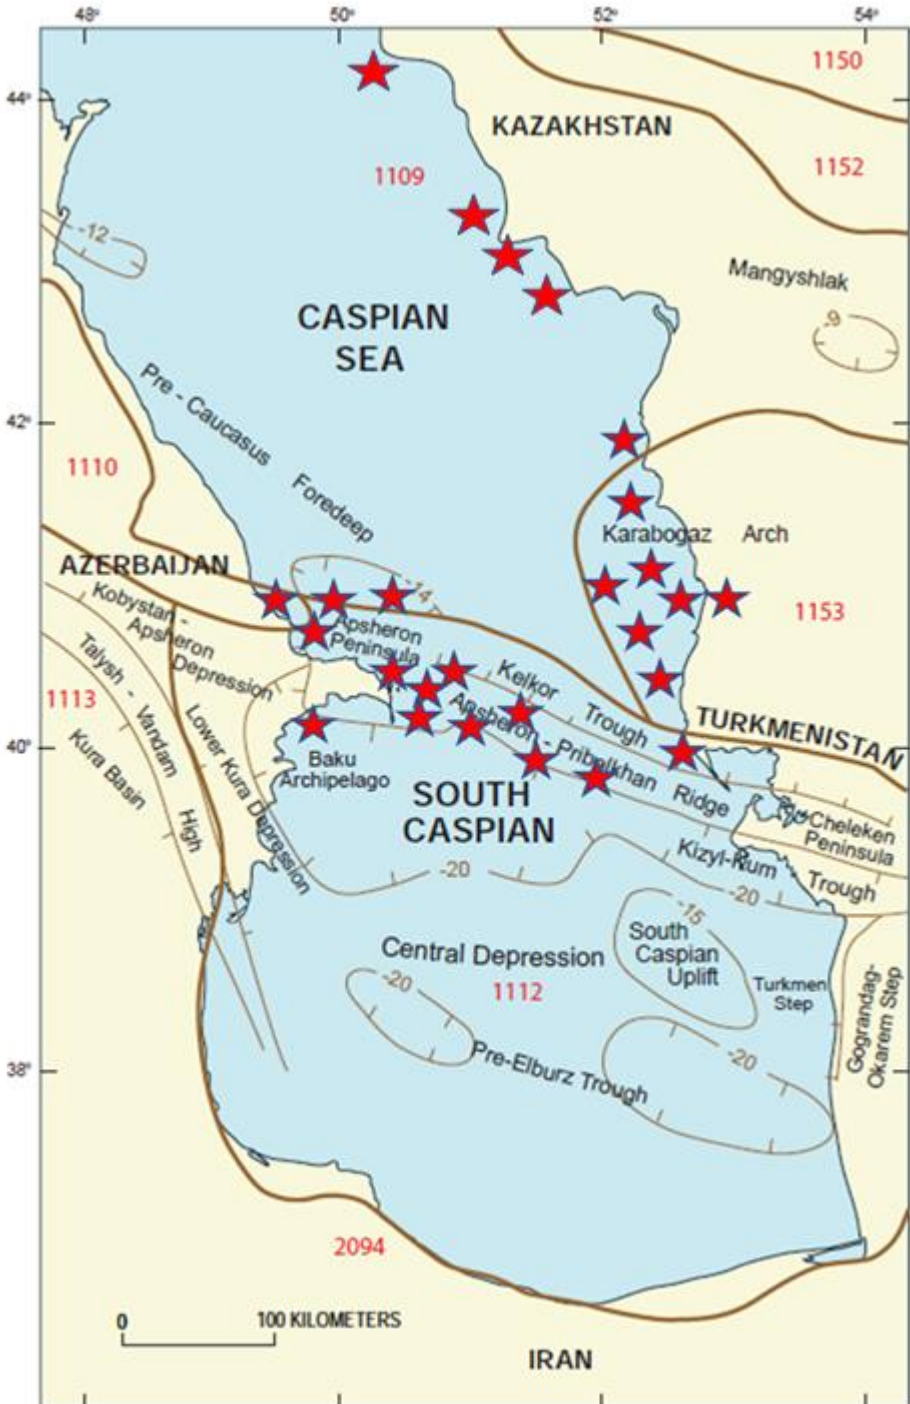 48°
50°
52°
54°
1150
44°
KAZAKHSTAN
1152
1109
-12
Mangyshlak
CASPIAN
SEA
-9
Pre - Caucasus Foredeep
42°
1110
Karabogaz Arch
AZERBAIJAN
-14
1153
Kobystan -
Apsheron
Depression
Apsheron
Peninsula
Talysh - Vandam High
Kelkor Trough
1113
Lower Kura Depression
Apsheron - Pribalkhan Ridge
TURKMENISTAN
Kura Basin
40°
Baku
Archipelago
SOUTH
CASPIAN
Cheleken
Peninsula
Kizyl-Kum - Trough
-20
-20
-15
South
Caspian
Uplift
Central Depression
Turkmen
Step
-20
1112
Gograndag-
Okarem Step
38°
Pre-Elburz Trough
-20
2094
0
100 KILOMETERS
IRAN